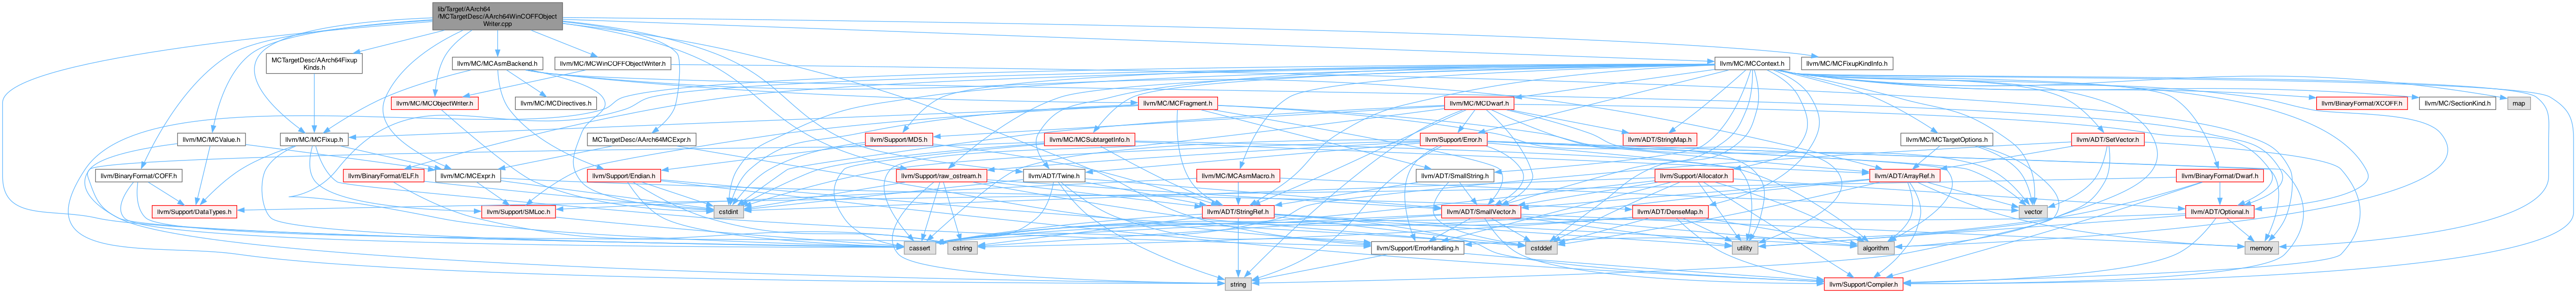 lib/Target/AArch64
/MCTargetDesc/AArch64WinCOFFObject
Writer.cpp
MCTargetDesc/AArch64Fixup
Kinds.h
llvm/MC/MCAsmBackend.h
llvm/MC/MCWinCOFFObjectWriter.h
llvm/MC/MCContext.h
llvm/MC/MCFixupKindInfo.h
llvm/MC/MCObjectWriter.h
llvm/MC/MCDirectives.h
llvm/MC/MCFragment.h
llvm/MC/MCDwarf.h
llvm/BinaryFormat/XCOFF.h
llvm/MC/SectionKind.h
map
llvm/MC/MCValue.h
llvm/MC/MCFixup.h
MCTargetDesc/AArch64MCExpr.h
llvm/Support/MD5.h
llvm/MC/MCSubtargetInfo.h
llvm/Support/Error.h
llvm/ADT/StringMap.h
llvm/MC/MCTargetOptions.h
llvm/ADT/SetVector.h
llvm/BinaryFormat/COFF.h
llvm/BinaryFormat/ELF.h
llvm/MC/MCExpr.h
llvm/Support/Endian.h
llvm/Support/raw_ostream.h
llvm/ADT/Twine.h
llvm/MC/MCAsmMacro.h
llvm/ADT/SmallString.h
llvm/Support/Allocator.h
llvm/ADT/ArrayRef.h
llvm/BinaryFormat/Dwarf.h
llvm/Support/DataTypes.h
llvm/Support/SMLoc.h
cstdint
llvm/ADT/StringRef.h
llvm/ADT/SmallVector.h
llvm/ADT/DenseMap.h
vector
llvm/ADT/Optional.h
cassert
cstring
llvm/Support/ErrorHandling.h
cstddef
utility
algorithm
memory
string
llvm/Support/Compiler.h